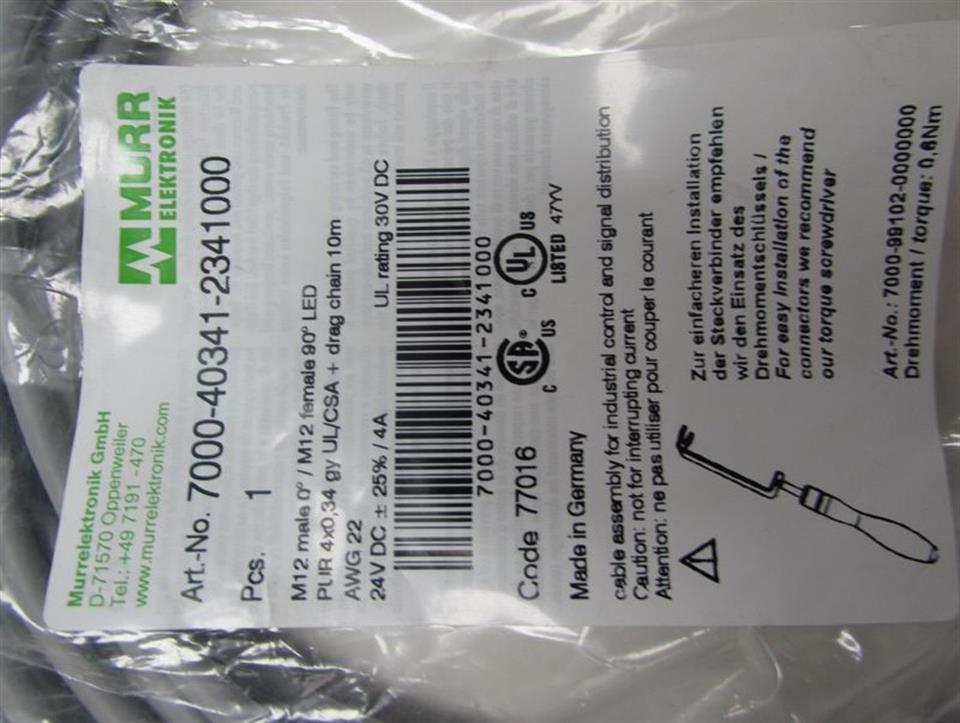 Murrelektronik GmbH
D-71570 Oppenweiler
Tel.: +49 7191 -470
www.murrelektronik.com
MURR
ELEKTRONIK
Art.-No. 7000-40341-2341000
Pcs. 1
M12 male 0° / M12 female 90° LED
PUR 4x0,34 gy UL/CSA + drag chain 10m
AWG 22
24V DC ± 25% / 4A UL rating 30V DC
7000-40341-2341000
Code 77016 C SA US C UL US LISTED 47YV
Made in Germany
cable assembly for industrial control and signal distribution
Caution: not for interrupting current
Attention: ne pas utiliser pour couper le courant
Zur einfacheren Installation
der Steckverbinder empfehlen
wir den Einsatz des
Drehmomentschlüssels /
For easy installation of the
connectors we recommend
our torque screwdriver
Art.-No.: 7000-99102-0000000
Drehmoment / torque: 0,6Nm